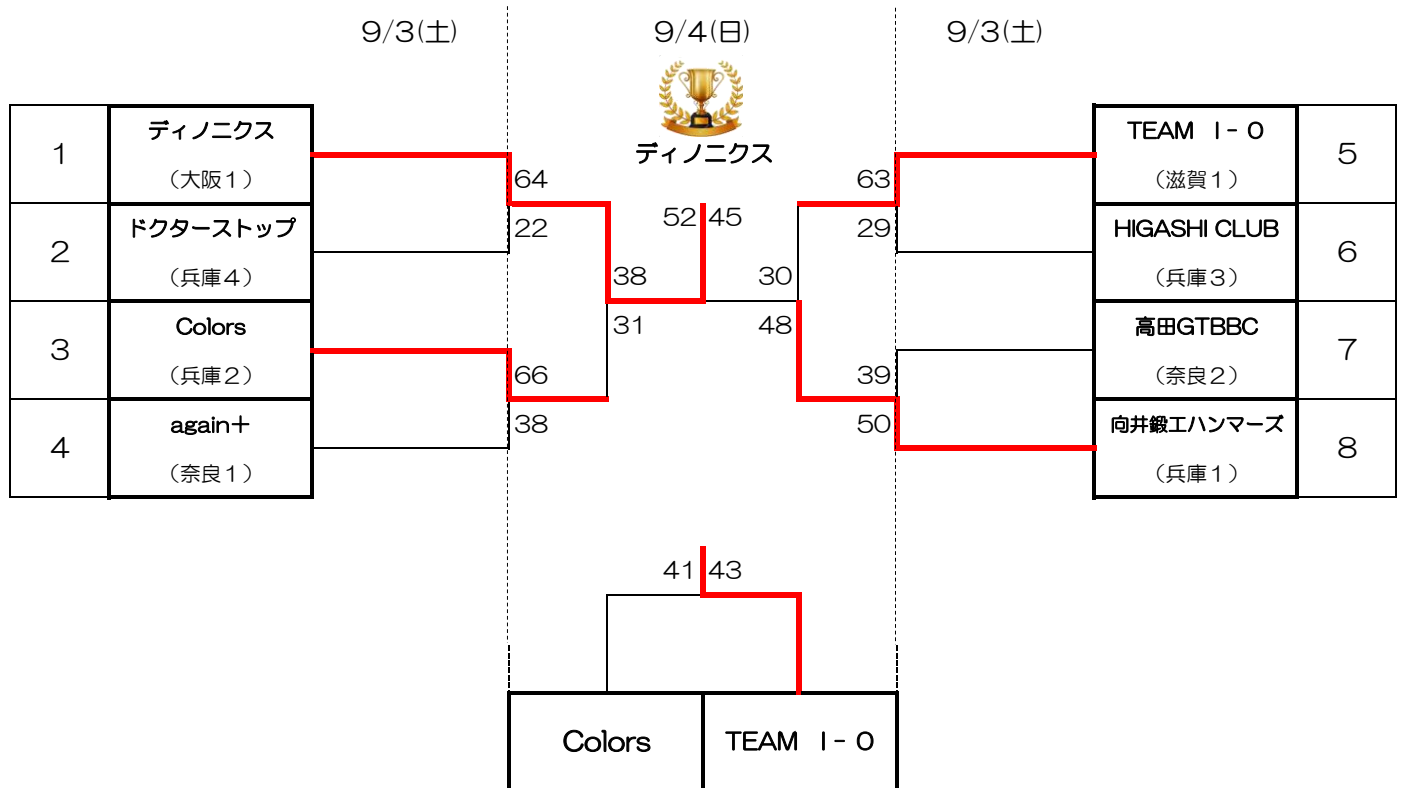 9/3(土)
9/4(日)
9/3(土)
ディノニクス
1
ディノニクス
（大阪１）
2
ドクターストップ
（兵庫４）
3
Colors
（兵庫２）
4
again＋
（奈良１）
64
22
66
38
38
31
52 45
30
48
63
29
39
50
TEAM I-O
（滋賀１）
5
HIGASHI CLUB
（兵庫３）
6
高田GTBBC
（奈良２）
7
向井鍛工ハンマーズ
（兵庫１）
8
41 43
Colors
TEAM I-O